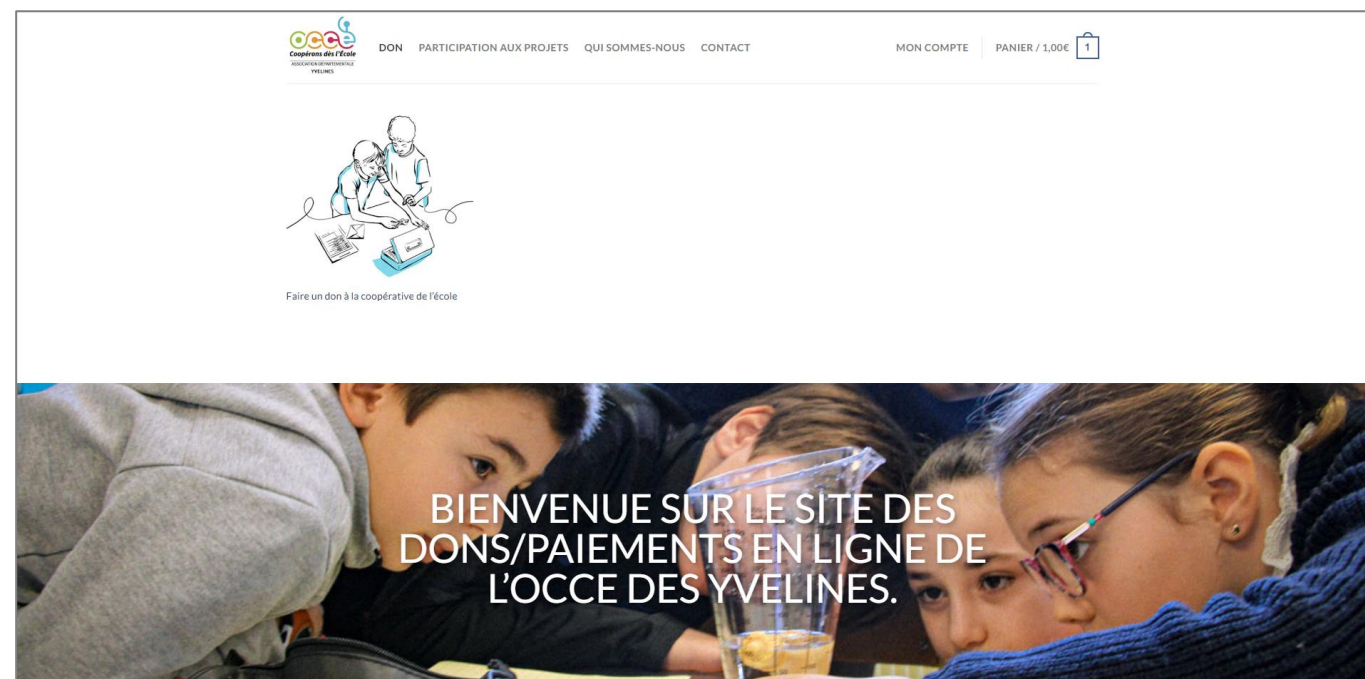 occe
Coopérons dès l'École
ASSOCIATION DÉPARTEMENTALE
YVELINES
DON PARTICIPATION AUX PROJETS QUI SOMMES-NOUS CONTACT MON COMPTE PANIER / 1,00€ 1
Faire un don à la coopérative de l'école
BIENVENUE SUR LE SITE DES
DONS/PAIEMENTS EN LIGNE DE
L'OCCE DES YVELINES.